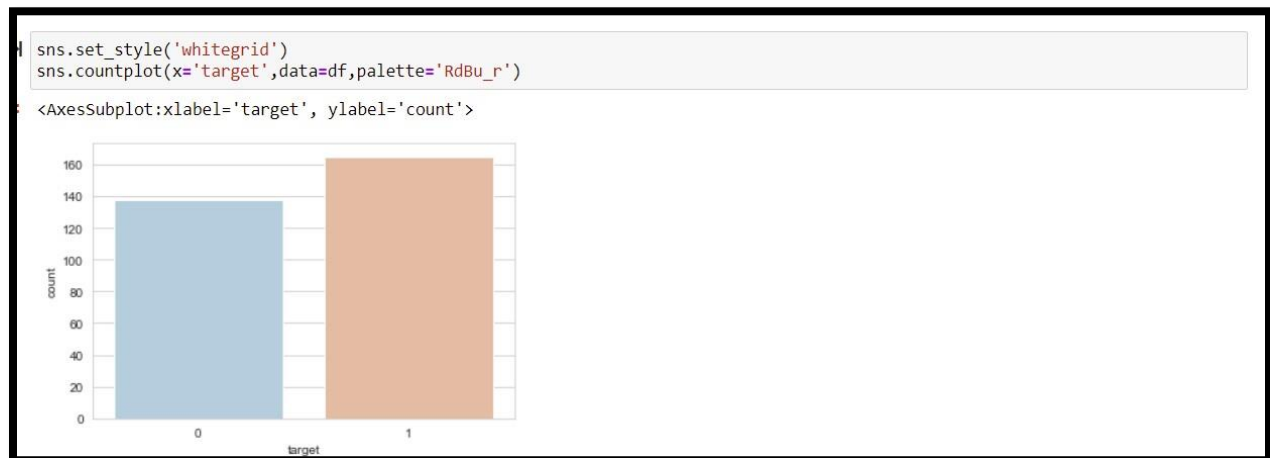 sns.set_style('whitegrid')
sns.countplot(x='target',data=df,palette='RdBu_r')
<AxesSubplot:xlabel='target', ylabel='count'>
160
140
120
100
80
60
40
20
0
count
0 1
target